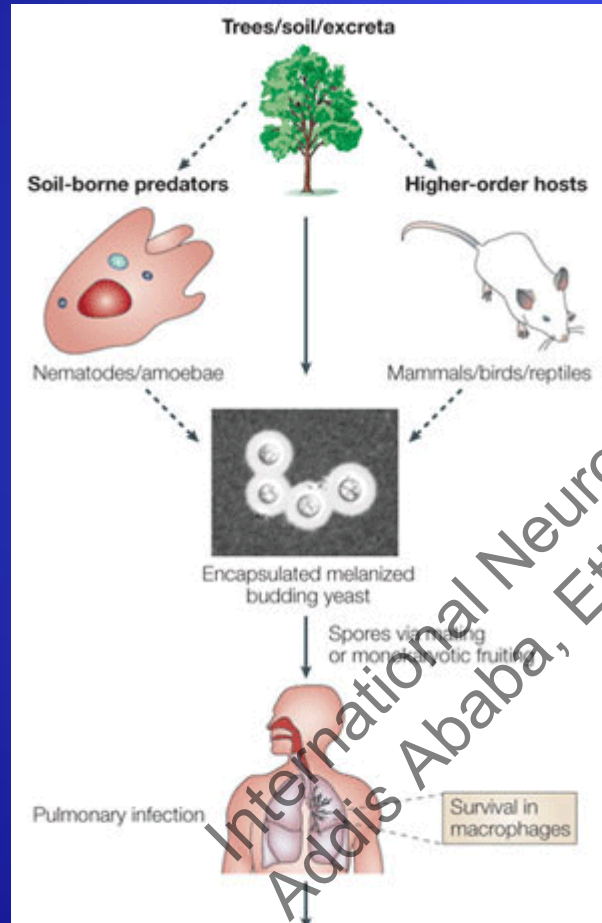 Trees/soil/excreta
Soil-borne predators
Higher-order hosts
Nematodes/amoebae
Mammals/birds/reptiles
Encapsulated melanized
budding yeast
Spores via mating
or monokaryotic fruiting
Pulmonary infection
Survival in
macrophages
International Neuro
Addis Ababa, Et